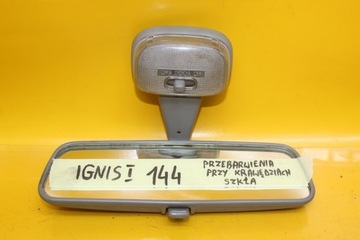 IGNIS I 144
PRZEBARWIENIA
PRZY KRAWĘDZIACH
SZKŁA